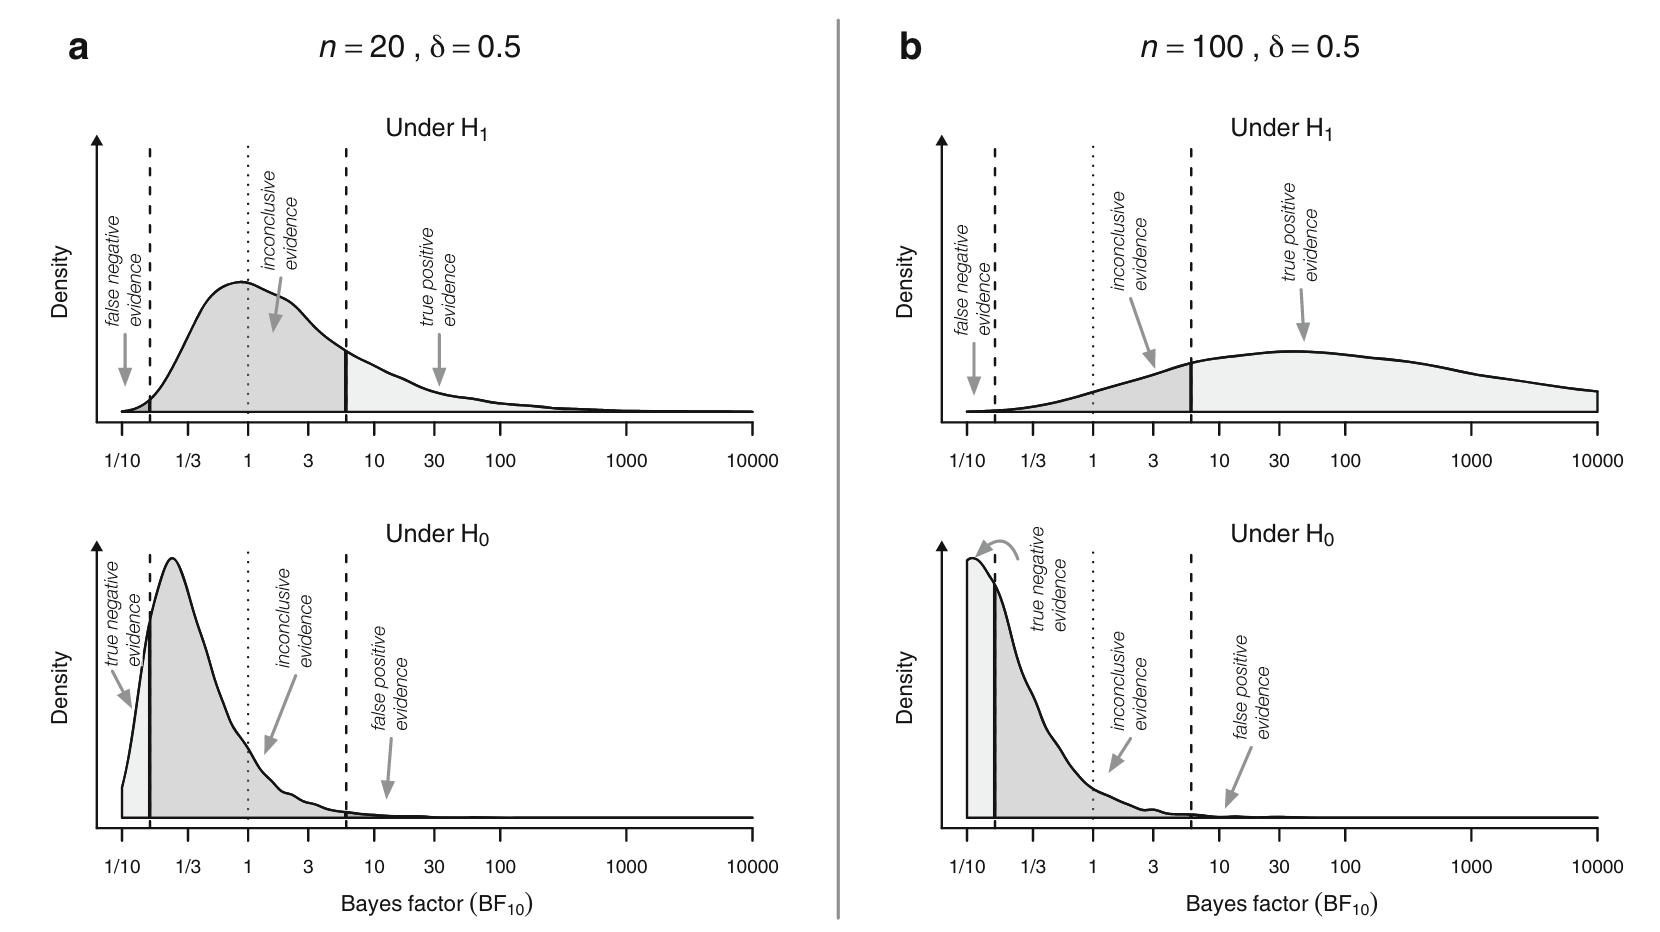 a
n = 20 , δ = 0.5
Under H1
Density
false negative
evidence
inconclusive
evidence
true positive
evidence
1/10 1/3 1 3 10 30 100 1000 10000
Under H0
Density
true negative
evidence
inconclusive
evidence
false positive
evidence
1/10 1/3 1 3 10 30 100 1000 10000
Bayes factor (BF10)
b
n = 100 , δ = 0.5
Under H1
Density
false negative
evidence
inconclusive
evidence
true positive
evidence
1/10 1/3 1 3 10 30 100 1000 10000
Under H0
Density
true negative
evidence
inconclusive
evidence
false positive
evidence
1/10 1/3 1 3 10 30 100 1000 10000
Bayes factor (BF10)